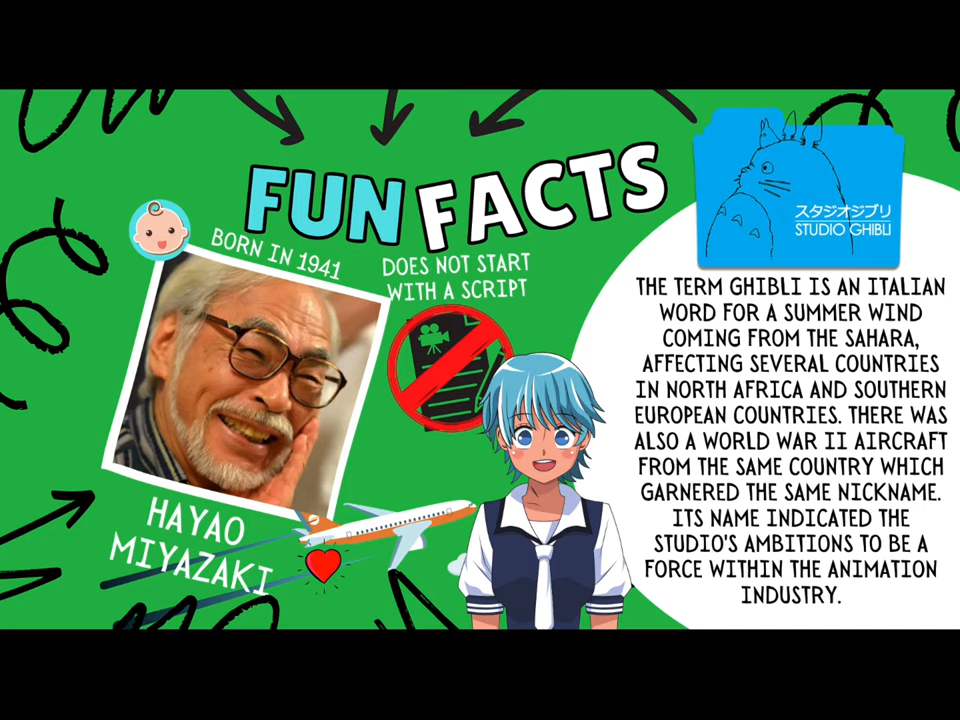 FUN FACTS
BORN IN 1941
DOES NOT START
WITH A SCRIPT
HAYAO
MIYAZAKI
スタジオジブリ
STUDIO GHIBLI
THE TERM GHIBLI IS AN ITALIAN
WORD FOR A SUMMER WIND
COMING FROM THE SAHARA,
AFFECTING SEVERAL COUNTRIES
IN NORTH AFRICA AND SOUTHERN
EUROPEAN COUNTRIES. THERE WAS
ALSO A WORLD WAR II AIRCRAFT
FROM THE SAME COUNTRY WHICH
GARNERED THE SAME NICKNAME.
ITS NAME INDICATED THE
STUDIO'S AMBITIONS TO BE A
FORCE WITHIN THE ANIMATION
INDUSTRY.